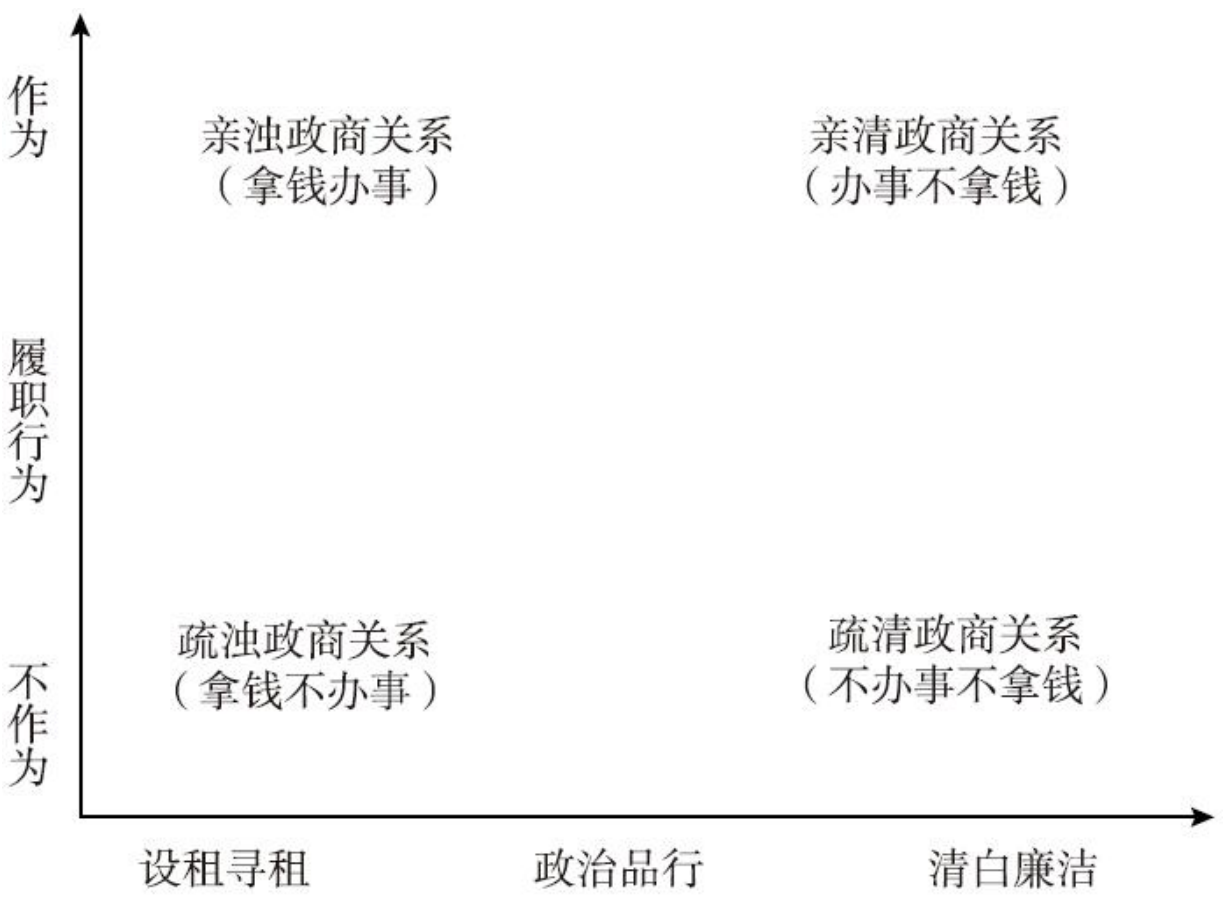 作为
亲浊政商关系
（拿钱办事）
亲清政商关系
（办事不拿钱）
履职行为
疏浊政商关系
（拿钱不办事）
疏清政商关系
（不办事不拿钱）
不作为
设租寻租
政治品行
清白廉洁